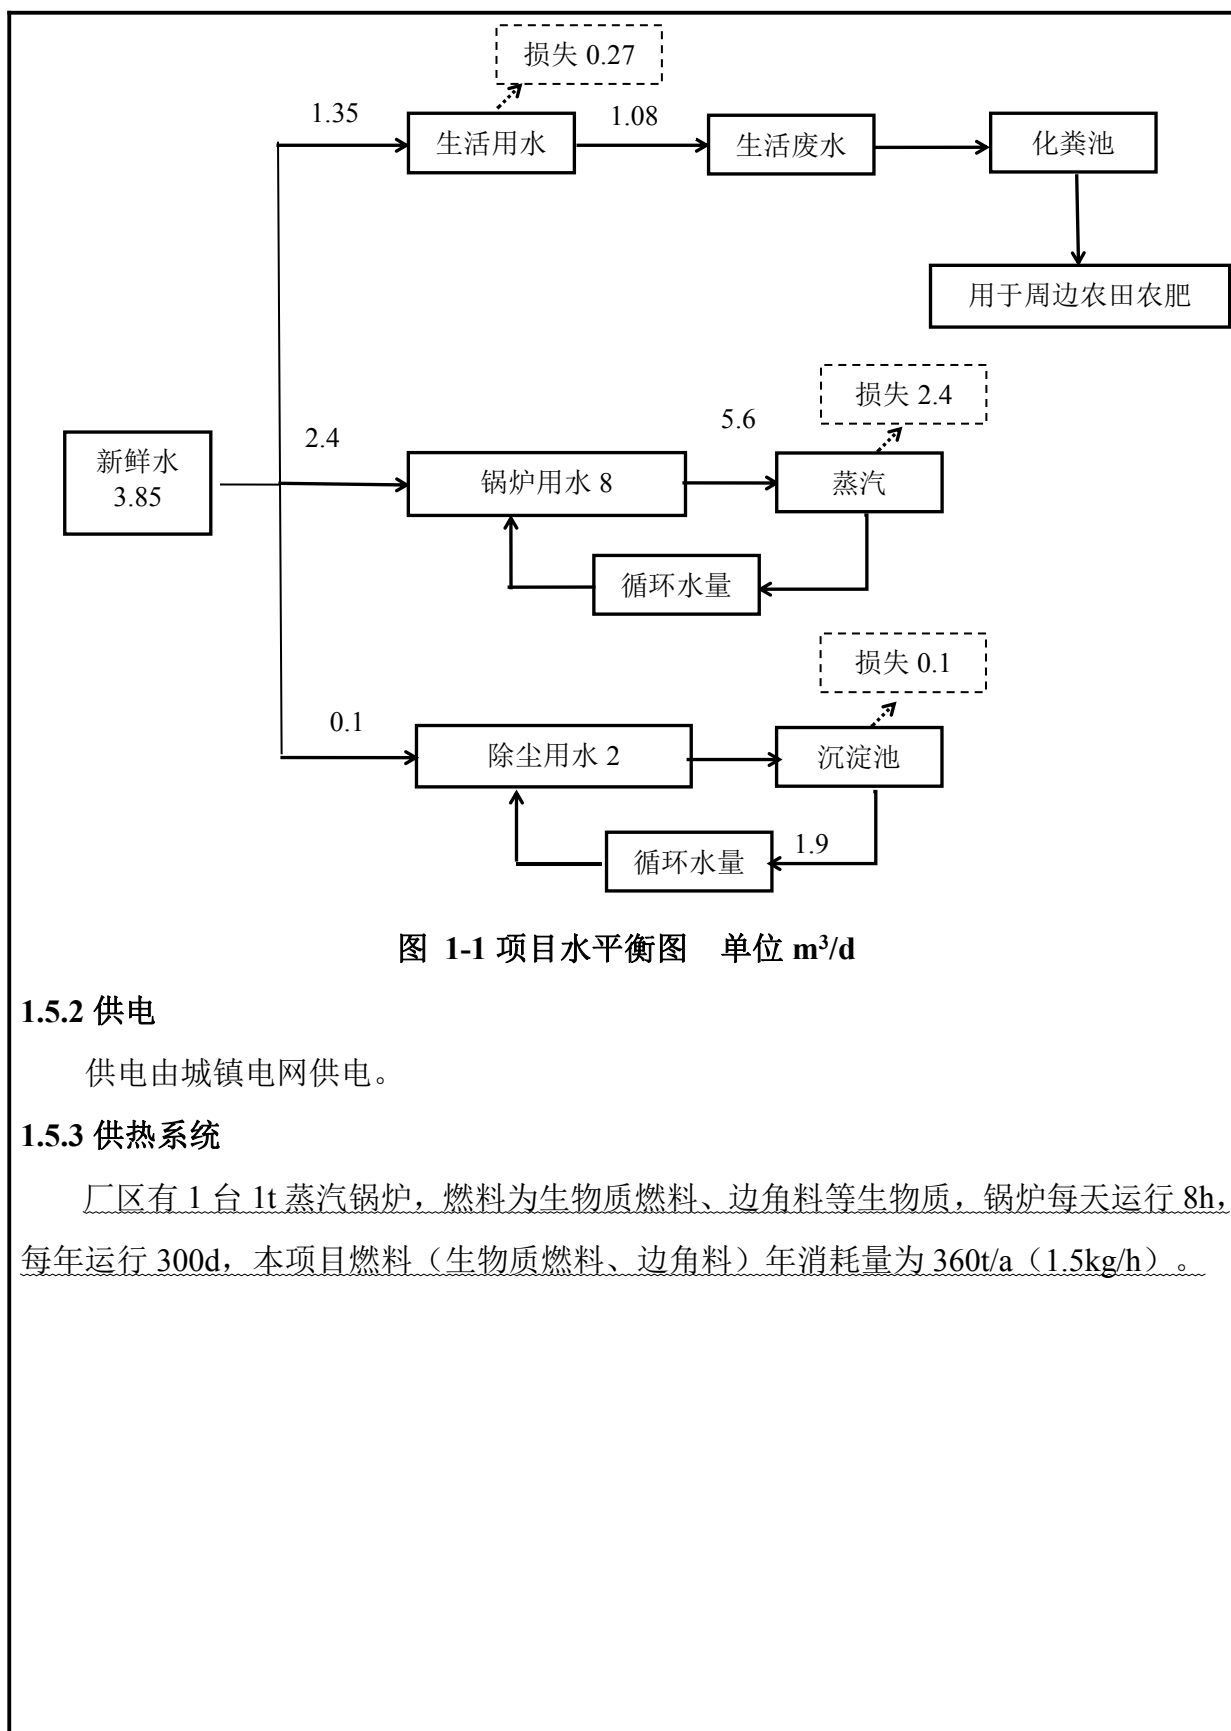 损失 0.27
1.35
生活用水
1.08
生活废水
化粪池
用于周边农田农肥
损失 2.4
5.6
2.4
新鲜水
3.85
锅炉用水 8
蒸汽
循环水量
损失 0.1
0.1
除尘用水 2
沉淀池
循环水量
1.9
图 1-1 项目水平衡图 单位 m³/d
1.5.2 供电
供电由城镇电网供电。
1.5.3 供热系统
厂区有 1 台 1t 蒸汽锅炉，燃料为生物质燃料、边角料等生物质，锅炉每天运行 8h，
每年运行 300d，本项目燃料（生物质燃料、边角料）年消耗量为 360t/a（1.5kg/h）。